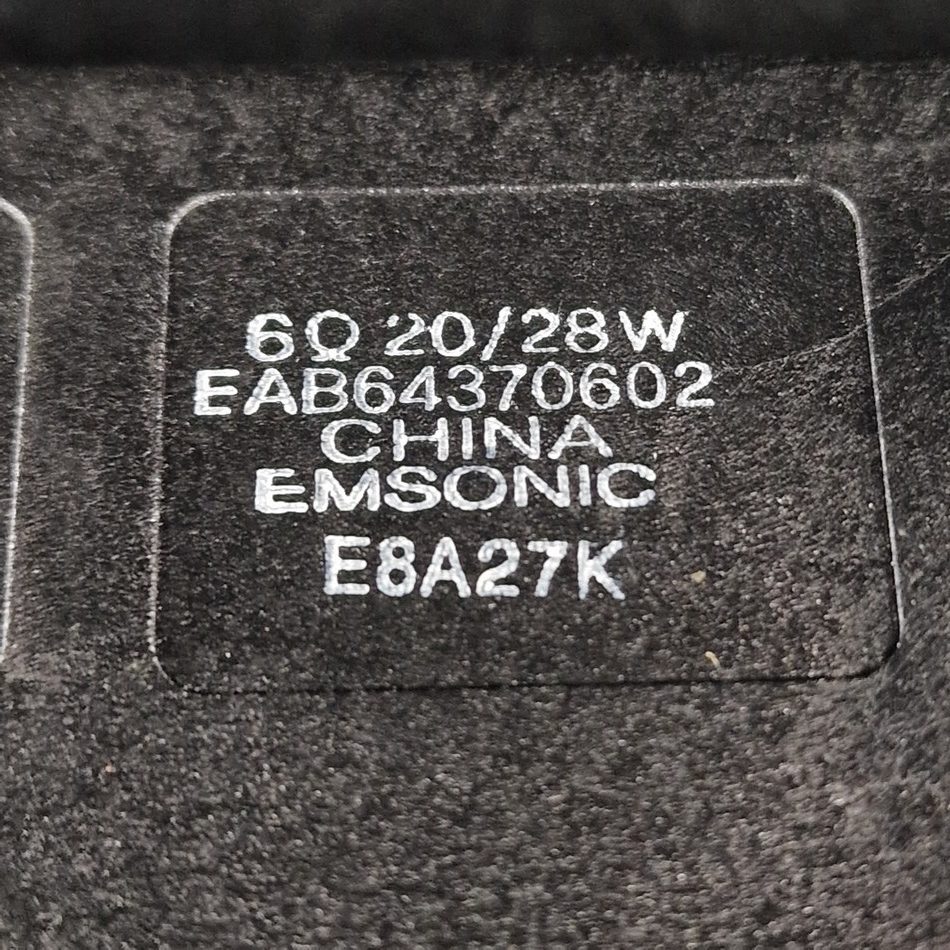 6Ω 20/28W
EAB64370602
CHINA
EMSONIC
E8A27K